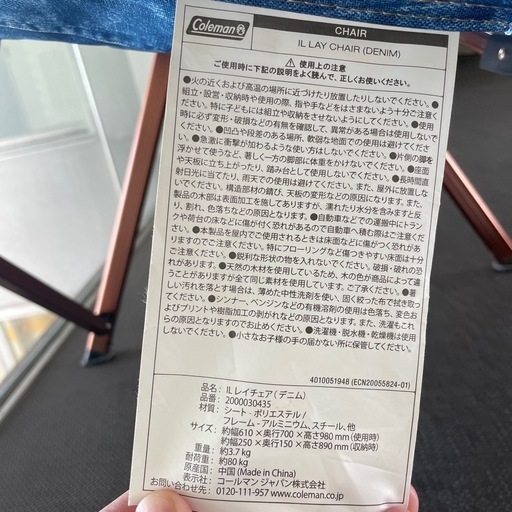 Coleman
CHAIR
IL LAY CHAIR (DENIM)
使用上の注意
ご使用前に下記の説明をよく読んで、正しくお使いください。
●火の近くおよび高温の場所に近づけたり放置したりしないでください。●
組立・設営・収納時や使用の際、指や手などをはさまないよう十分ご注意く
ださい。特に子どもには組立や収納をさせないようにしてください。●使用
時に必ず変形・破損などの有無を確認して、異常がある場合は使用しないで
ください。●凹凸や段差のある場所、軟弱な地面での使用は避けてくださ
い。●急激に衝撃が加わるような使い方はしないでください。●片側の脚を
浮かせて使うなど、著しく一方の脚部に体重をかけないでください。●座面
や天板に立ち上がったり、踏み台として使用しないでください。●長時間直
射日光に当てたり、雨天での使用は避けてください。また、屋外に放置しな
いでください。構造部材の錆び、天板の変形などの原因になります。また、
製品の木部は表面加工を施してありますが、濡れたり水分を含みますと反
り、割れ、色落ちなどの原因となります。●自動車などでの運搬中にトラン
クや荷台の床などに傷が付く恐れがあるので自動車へ積む際はご注意くだ
さい。●本製品を屋内でご使用されるときは床面などに傷がつく恐れがあ
りますのでご注意ください。特にフローリングなど傷つきやすい床面は十分
ご注意ください。●鋭利な形状の物を入れないでください。破損・破れの恐
れがあります。●天然の木材を使用しているため、木の色が商品によって違
うことがありますが全て同じ素材を使用しています。ご了承ください。●著
しい汚れを落とす場合は、薄めた中性洗剤を使い、固く絞った布で拭き取っ
てください。●シンナー、ベンジンなどの有機溶剤の使用は色落ち、変色お
よびプリントや樹脂加工の剥がれなどの原因となります。また、洗濯もこれ
らの原因となりますのでお止めください。●洗濯機・脱水機・乾燥機は使用
しないでください。●小さなお子様の手の届かない所に保管してください。
4010051948 (ECN20055824-01)
品名: IL レイチェア(デニム)
品番: 2000030435
材質: シート・ポリエステル/
フレーム・アルミニウム、スチール、他
サイズ: 約幅610×奥行700×高さ980mm(使用時)
約幅250×奥行150×高さ890mm(収納時)
重量: 約3.7kg
耐荷重: 約80kg
原産国: 中国(Made in China)
表示社: コールマン ジャパン株式会社
お問い合わせ先: 0120-111-957 www.coleman.co.jp